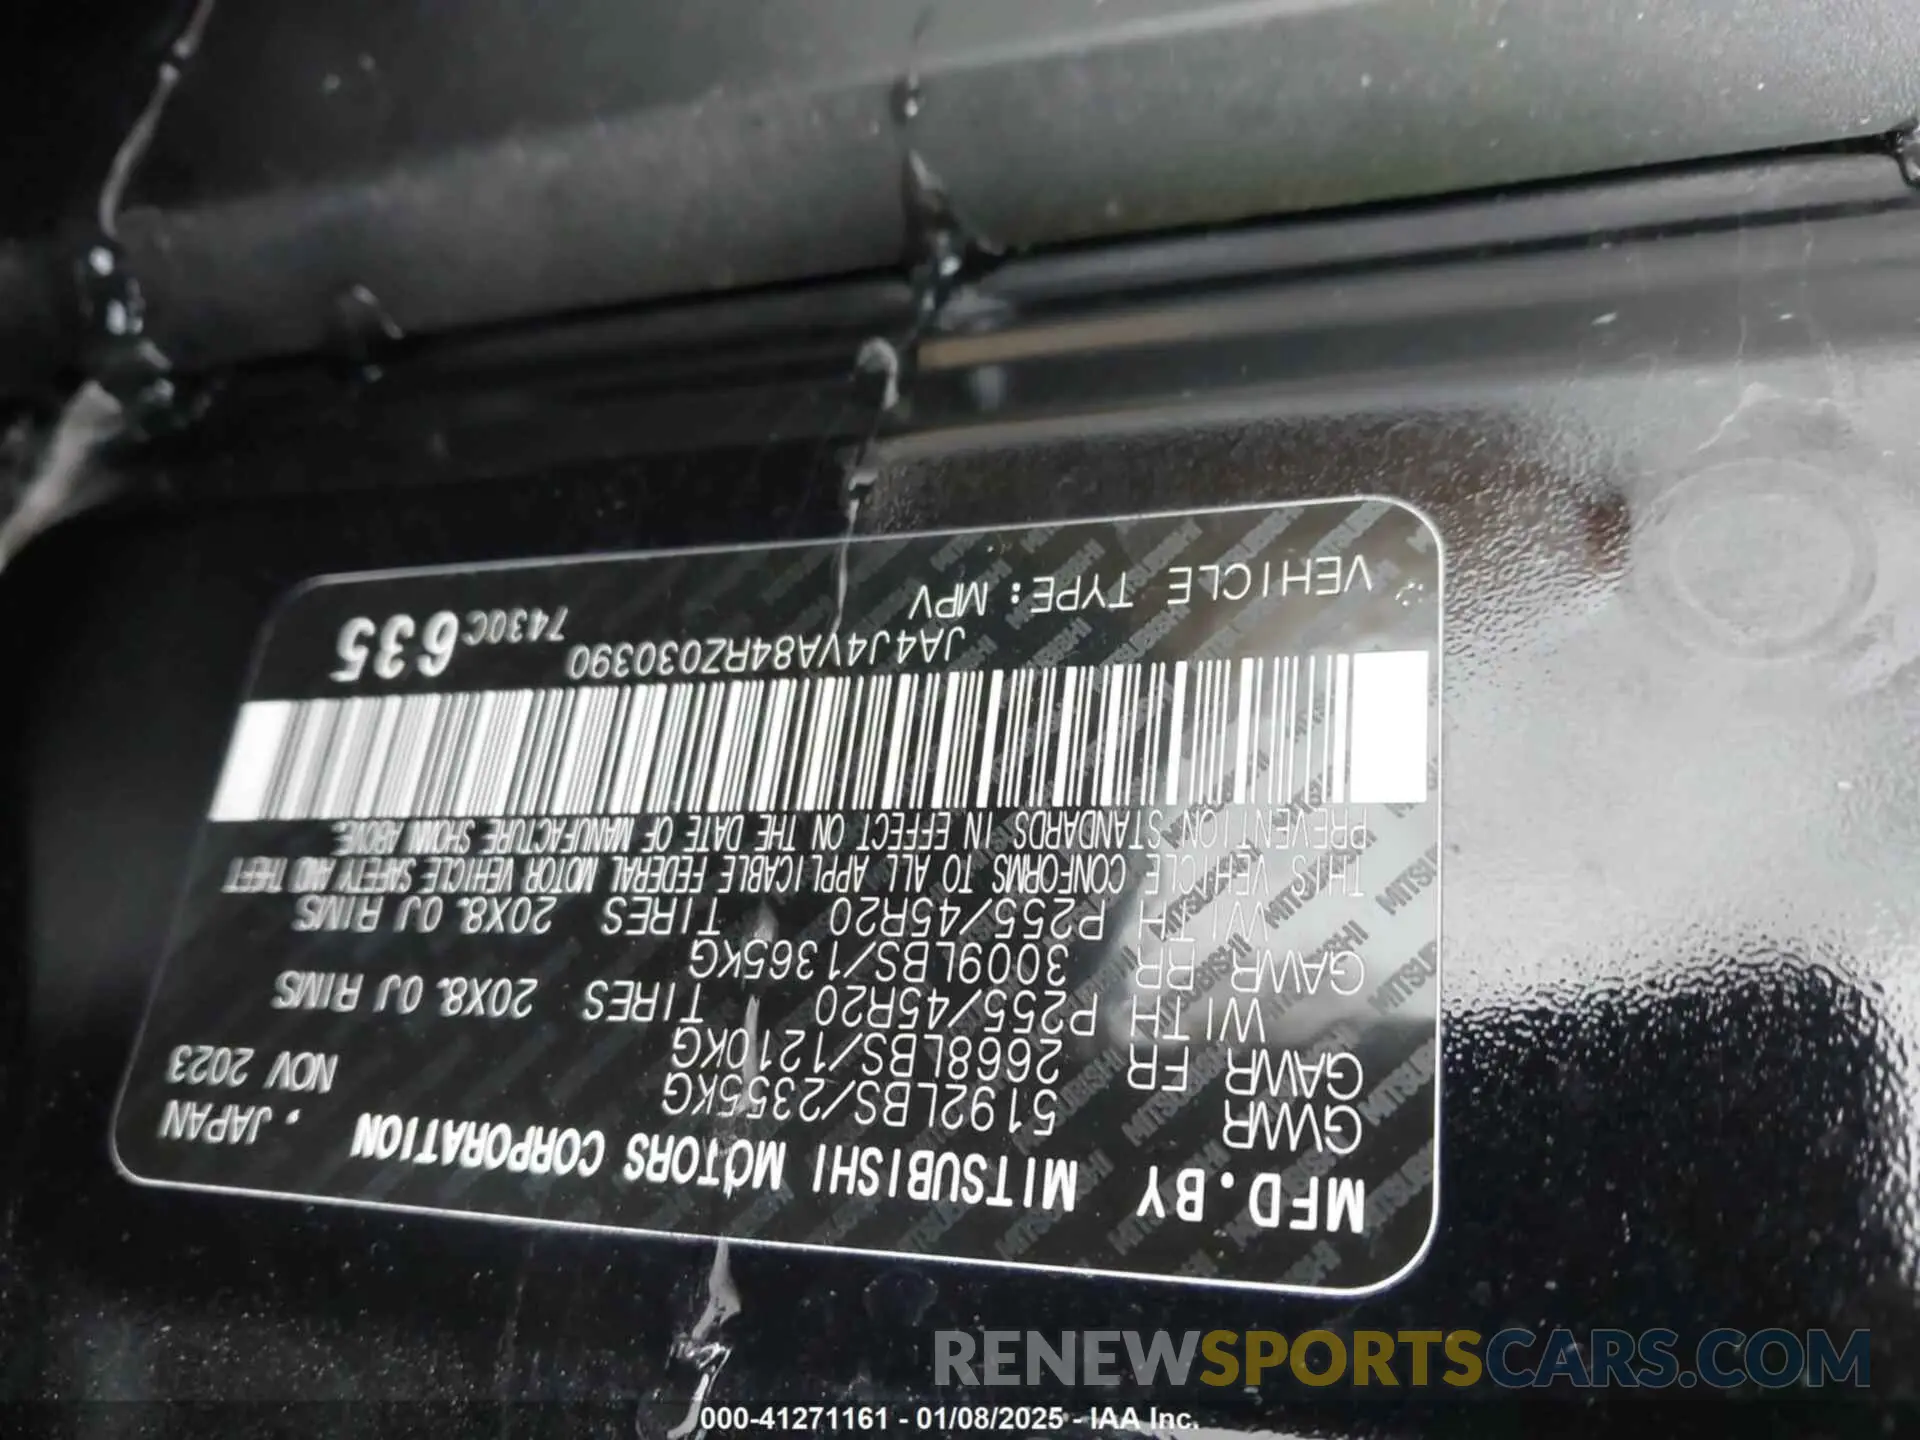 MFD.BY MITSUBISHI MOTORS CORPORATION , JAPAN
GVWR 5192LBS/2355KG NOV 2023
GAWR FR 2668LBS/1210KG
WITH P255/45R20 TIRES 20X8.0J RIMS
GAWR RR 3009LBS/1365KG
WITH P255/45R20 TIRES 20X8.0J RIMS
THIS VEHICLE CONFORMS TO ALL APPLICABLE FEDERAL MOTOR VEHICLE SAFETY AND THEFT
PREVENTION STANDARDS IN EFFECT ON THE DATE OF MANUFACTURE SHOWN ABOVE.
JA4J4VA84RZ030390
VEHICLE TYPE: MPV 7430C 635
RENEWSPORTSCARS.COM
000-41271161 - 01/08/2025 - IAA Inc.